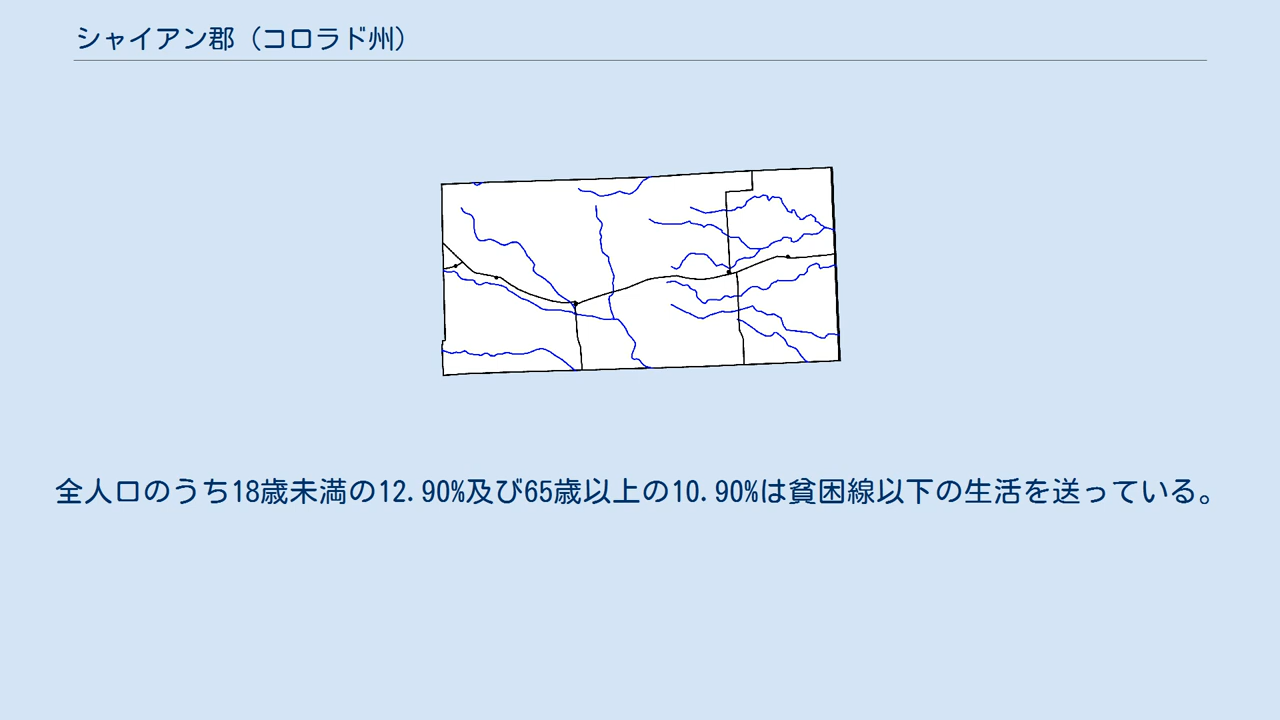 シャイアン郡（コロラド州）
全人口のうち18歳未満の12.90%及び65歳以上の10.90%は貧困線以下の生活を送っている。